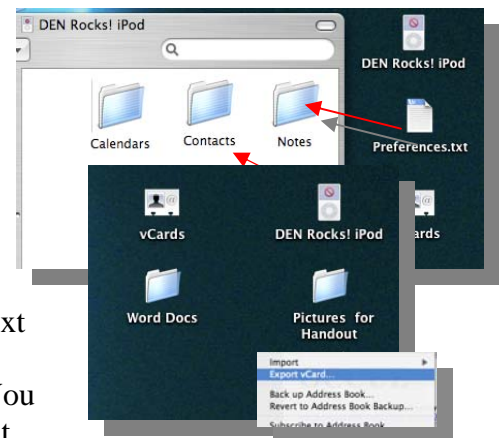 DEN Rocks! iPod
DEN Rocks! iPod
Calendars
Contacts
Notes
Preferences.txt
vCards
DEN Rocks! iPod
ards
Word Docs
Pictures for
Handout
xt
Import
Export vCard...
You
Back up Address Book...
Revert to Address Book Backup...
t
Subscribe to Address Book